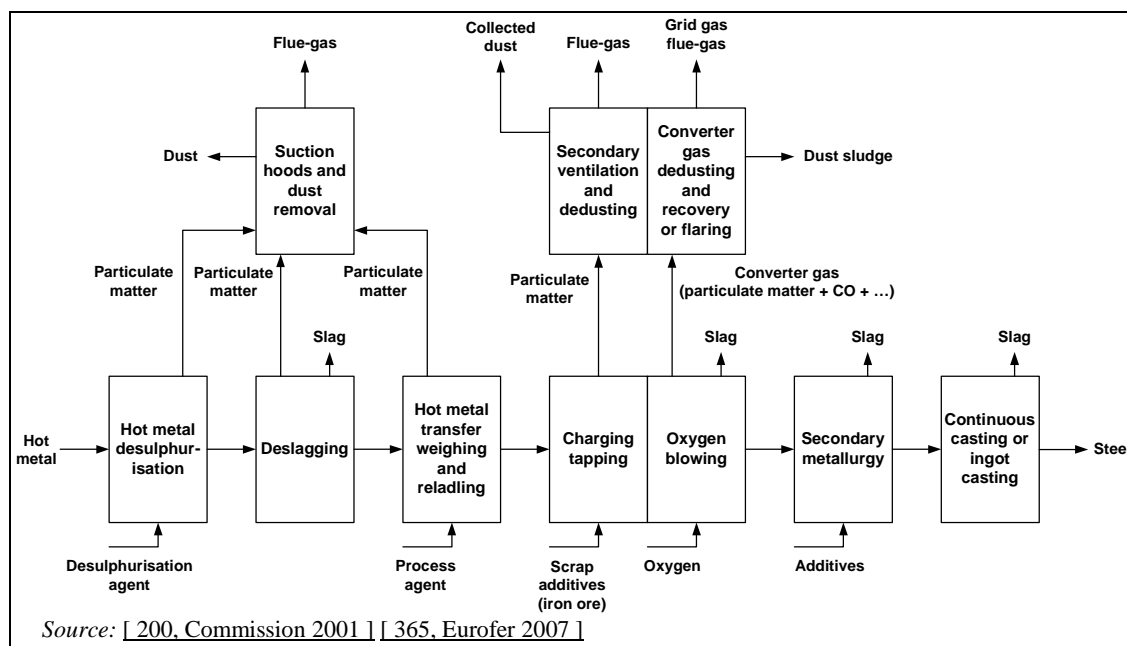 Collected
dust
Flue-gas
Flue-gas
Grid gas
flue-gas
Dust
Suction
hoods and
dust
removal
Secondary
ventilation
and
dedusting
Converter
gas
dedusting
and
recovery
or flaring
Dust sludge
Particulate
matter
Particulate
matter
Particulate
matter
Particulate
matter
Converter gas
(particulate matter + CO + …)
Slag
Slag
Slag
Slag
Hot
metal
Hot metal
desulphur-
isation
Deslagging
Hot metal
transfer
weighing
and
reladling
Charging
tapping
Oxygen
blowing
Secondary
metallurgy
Continuous
casting or
ingot
casting
Stee
Desulphurisation
agent
Process
agent
Scrap
additives
(iron ore)
Oxygen
Additives
Source: [ 200, Commission 2001 ] [ 365, Eurofer 2007 ]